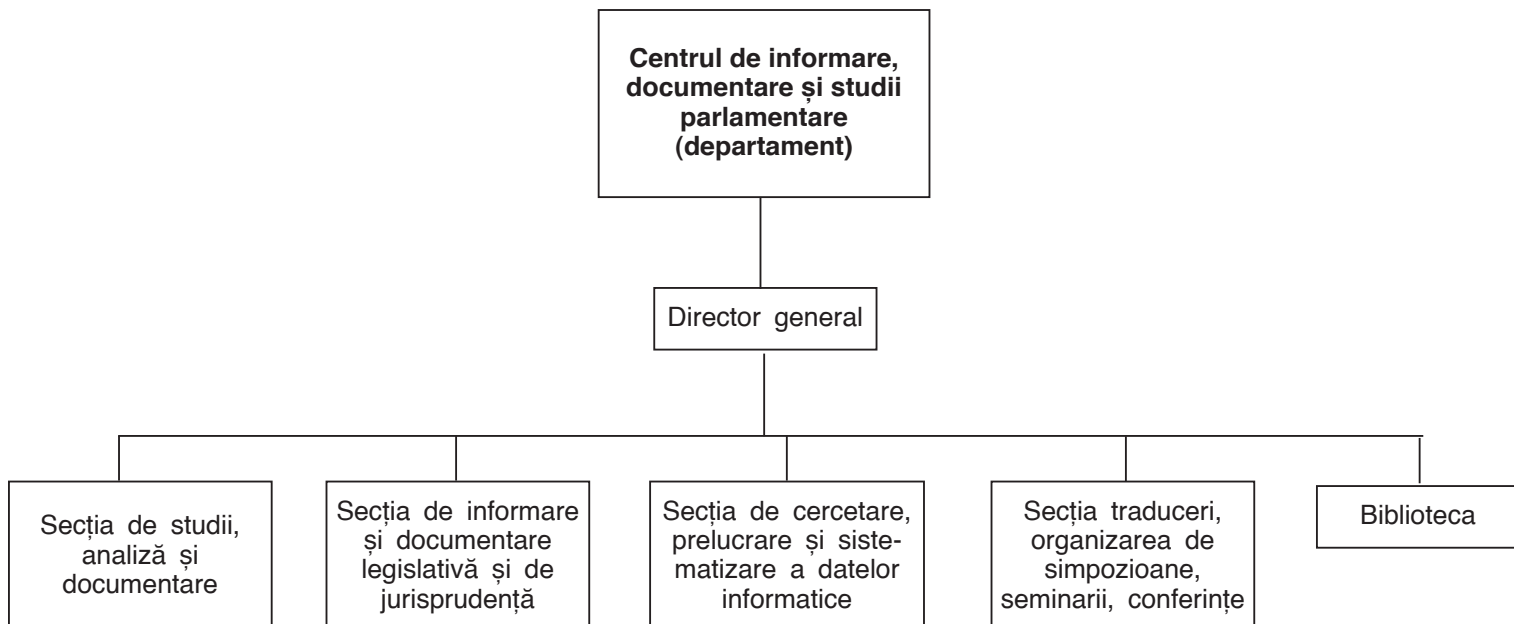 Centrul de informare,
documentare și studii
parlamentare
(departament)
Director general
Secția de studii,
analiză și
documentare
Secția de informare
și documentare
legislativă și de
jurisprudență
Secția de cercetare,
prelucrare și siste-
matizare a datelor
informatice
Secția traduceri,
organizarea de
simpozioane,
seminarii, conferințe
Biblioteca